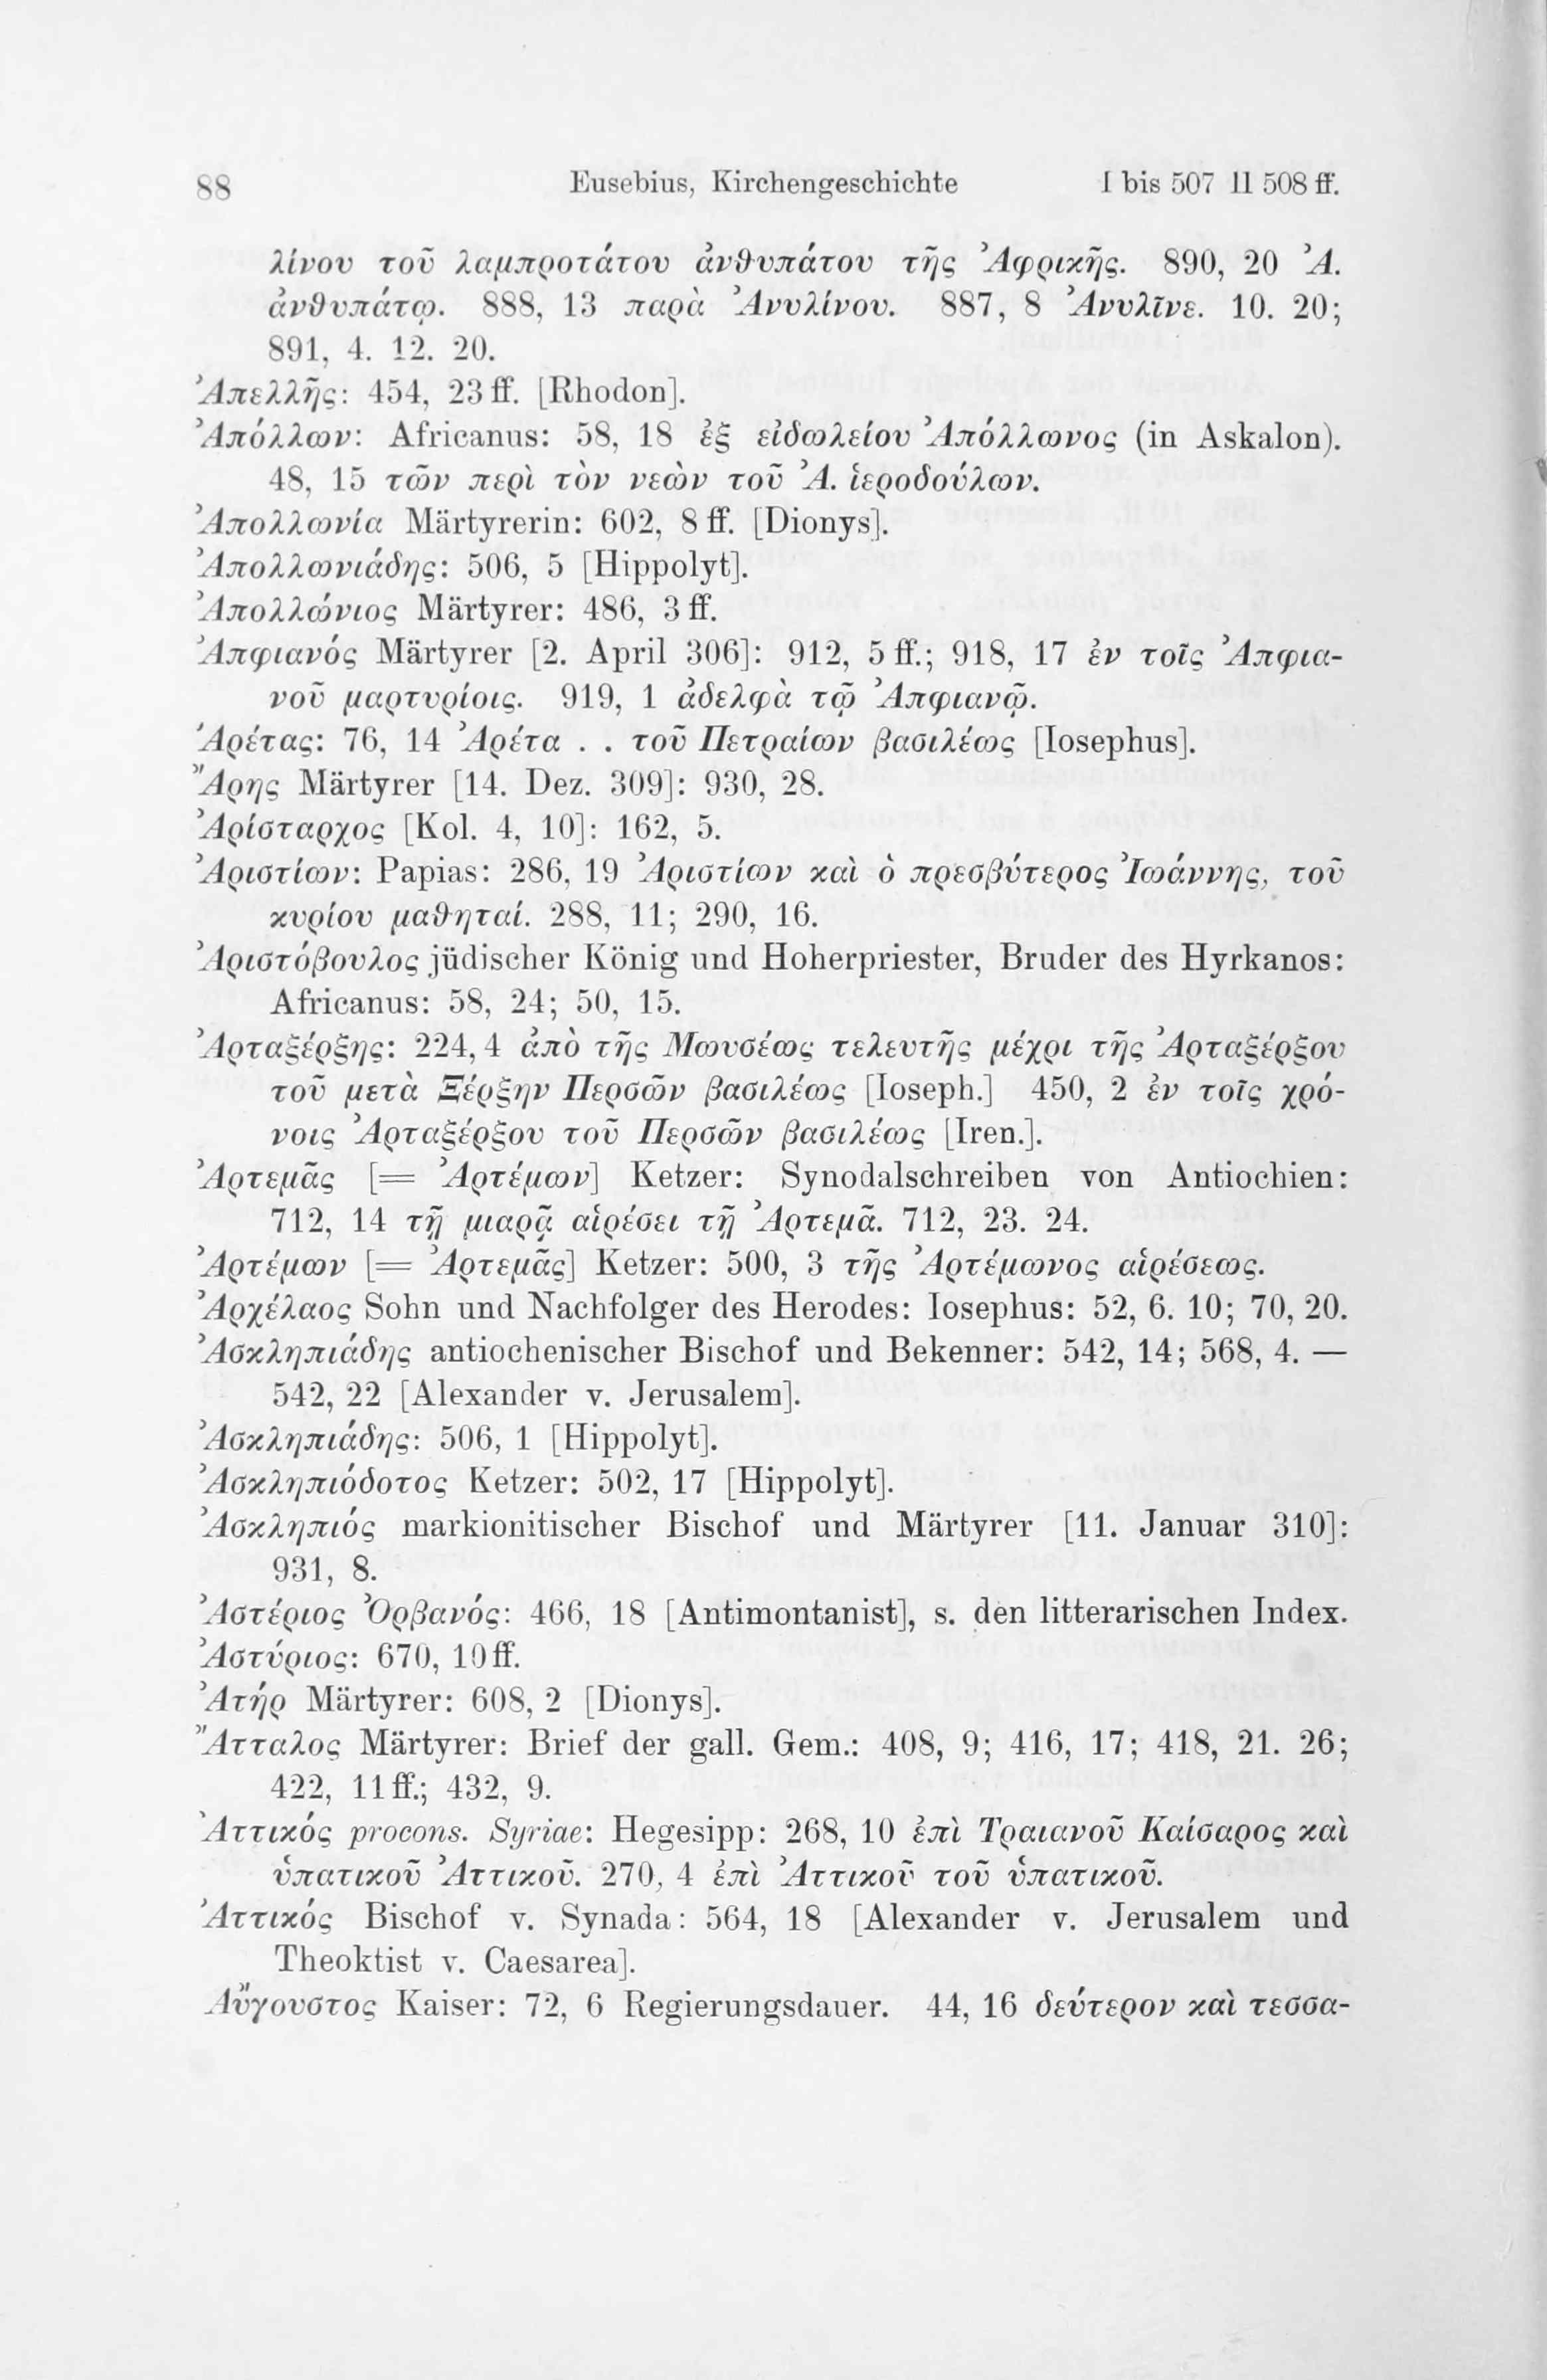 88 Eusebius, Kirchengeschichte I bis 507 II 508 ff.
λίνου τοῦ λαμπροτάτου ἀνθυπάτου τῆς Ἀφρικῆς. 890, 20 Ἀ.
ἀνθυπάτῳ. 888, 13 παρὰ Ἀνυλίνου. 887, 8 Ἀνυλῖνε. 10. 20;
891, 4. 12. 20.
Ἀπελλῆς: 454, 23 ff. [Rhodon].
Ἀπόλλων: Africanus: 58, 18 ἐξ εἰδωλείου Ἀπόλλωνος (in Askalon).
48, 15 τῶν περὶ τὸν νεὼν τοῦ Ἀ. ἱεροδούλων.
Ἀπολλωνία Märtyrerin: 602, 8 ff. [Dionys].
Ἀπολλωνιάδης: 506, 5 [Hippolyt].
Ἀπολλώνιος Märtyrer: 486, 3 ff.
Ἀπφιανός Märtyrer [2. April 306]: 912, 5 ff.; 918, 17 ἐν τοῖς Ἀπφια-
νοῦ μαρτυρίοις. 919, 1 ἀδελφὰ τῷ Ἀπφιανῷ.
Ἀρέτας: 76, 14 Ἀρέτα . . τοῦ Πετραίων βασιλέως [Iosephus].
Ἄρης Märtyrer [14. Dez. 309]: 930, 28.
Ἀρίσταρχος [Kol. 4, 10]: 162, 5.
Ἀριστίων: Papias: 286, 19 Ἀριστίων καὶ ὁ πρεσβύτερος Ἰωάννης, τοῦ
κυρίου μαθηταί. 288, 11; 290, 16.
Ἀριστόβουλος jüdischer König und Hoherpriester, Bruder des Hyrkanos:
Africanus: 58, 24; 50, 15.
Ἀρταξέρξης: 224, 4 ἀπὸ τῆς Μωυσέως τελευτῆς μέχρι τῆς Ἀρταξέρξου
τοῦ μετὰ Ξέρξην Περσῶν βασιλέως [Ioseph.] 450, 2 ἐν τοῖς χρό-
νοις Ἀρταξέρξου τοῦ Περσῶν βασιλέως [Iren.].
Ἀρτεμᾶς [= Ἀρτέμων] Ketzer: Synodalschreiben von Antiochien:
712, 14 τῇ μιαρᾷ αἱρέσει τῇ Ἀρτεμᾶ. 712, 23. 24.
Ἀρτέμων [= Ἀρτεμᾶς] Ketzer: 500, 3 τῆς Ἀρτέμωνος αἱρέσεως.
Ἀρχέλαος Sohn und Nachfolger des Herodes: Iosephus: 52, 6. 10; 70, 20.
Ἀσκληπιάδης antiochenischer Bischof und Bekenner: 542, 14; 568, 4. —
542, 22 [Alexander v. Jerusalem].
Ἀσκληπιάδης: 506, 1 [Hippolyt].
Ἀσκληπιόδοτος Ketzer: 502, 17 [Hippolyt].
Ἀσκληπιός markionitischer Bischof und Märtyrer [11. Januar 310]:
931, 8.
Ἀστέριος Ὀρβανός: 466, 18 [Antimontanist], s. den litterarischen Index.
Ἀστύριος: 670, 10 ff.
Ἀτήρ Märtyrer: 608, 2 [Dionys].
Ἄτταλος Märtyrer: Brief der gall. Gem.: 408, 9; 416, 17; 418, 21. 26;
422, 11 ff.; 432, 9.
Ἀττικός procons. Syriae: Hegesipp: 268, 10 ἐπὶ Τραιανοῦ Καίσαρος καὶ
ὑπατικοῦ Ἀττικοῦ. 270, 4 ἐπὶ Ἀττικοῦ τοῦ ὑπατικοῦ.
Ἀττικός Bischof v. Synada: 564, 18 [Alexander v. Jerusalem und
Theoktist v. Caesarea].
Αὔγουστος Kaiser: 72, 6 Regierungsdauer. 44, 16 δεύτερον καὶ τεσσα-